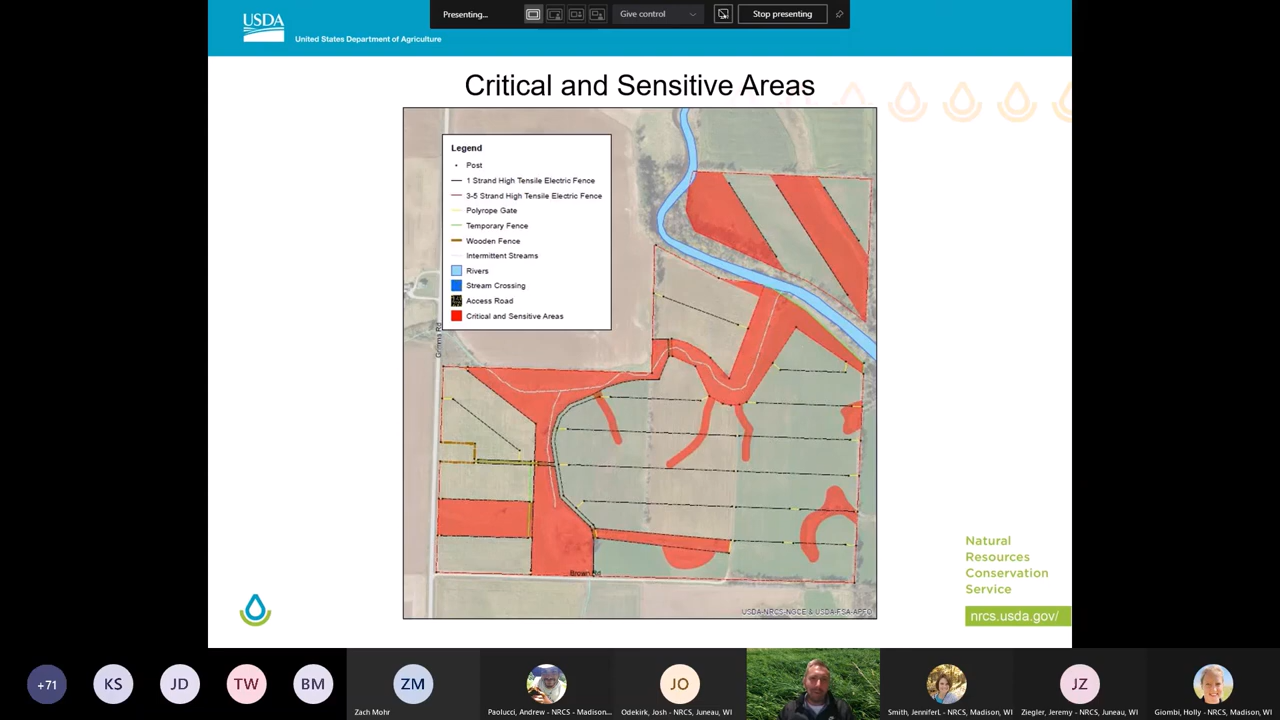 Presenting...
Give control
Stop presenting
USDA
United States Department of Agriculture
Critical and Sensitive Areas
Legend
Post
1 Strand High Tensile Electric Fence
3-5 Strand High Tensile Electric Fence
Polyrope Gate
Temporary Fence
Wooden Fence
Intermittent Streams
Rivers
Stream Crossing
Access Road
Critical and Sensitive Areas
Brown Rd
USDA-NRCS-NGCE & USDA-FSA-APFO
Natural
Resources
Conservation
Service
nrcs.usda.gov/
+71
KS
JD
TW
BM
ZM
JO
JZ
Zach Mohr
Paolucci, Andrew - NRCS - Madison...
Odekirk, Josh - NRCS, Juneau, WI
Smith, JenniferL - NRCS, Madison, WI
Ziegler, Jeremy - NRCS, Juneau, WI
Giombi, Holly - NRCS, Madison, WI